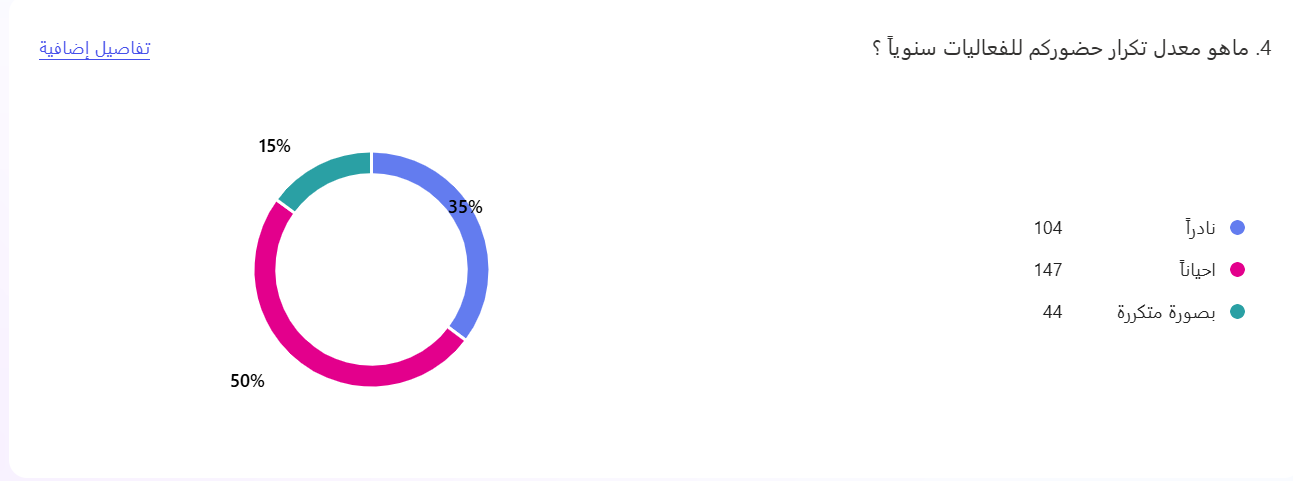 4. ماهو معدل تكرار حضوركم للفعاليات سنوياً ؟
تفاصيل إضافية
نادراً 104
احياناً 147
بصورة متكررة 44
15%
35%
50%